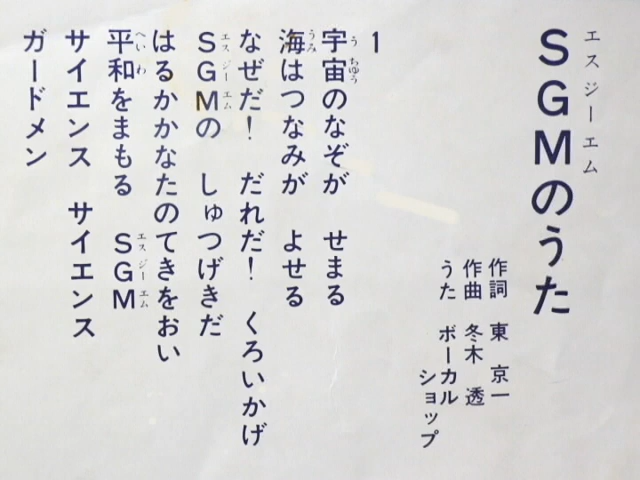 SGMのうた
エスジーエム
作詞 東 京一
作曲 冬木 透
うた ボーカル
ショップ
1
宇宙のなぞが せまる
う ちゅう
海はつなみが よせる
うみ
なぜだ! だれだ! くろいかげ
SGMの しゅつげきだ
エス ジー エム
はるかかなたのてきをおい
平和をまもる SGM
へい わ エス ジー エム
サイエンス サイエンス
ガードメン